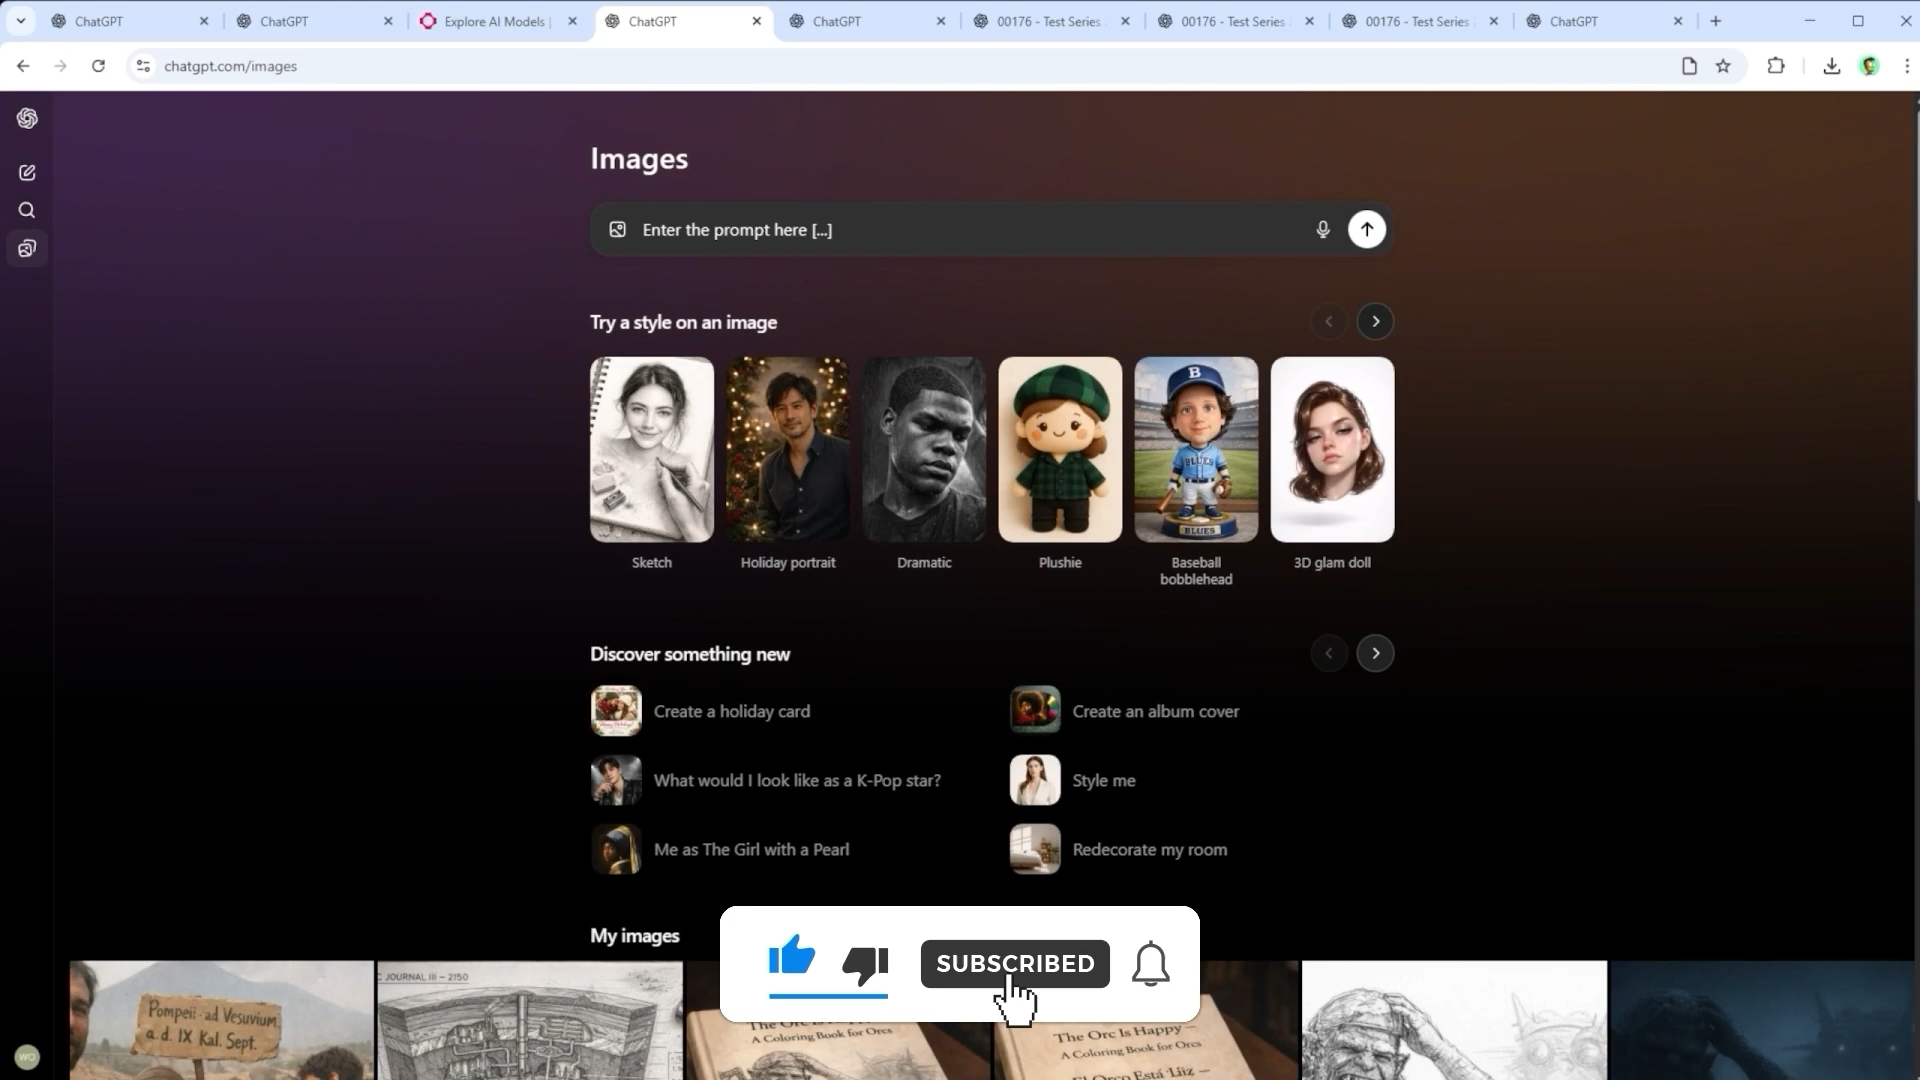 ChatGPT
ChatGPT
Explore AI Models |
ChatGPT
ChatGPT
00176 - Test Series
00176 - Test Series
00176 - Test Series
ChatGPT
chatgpt.com/images
Images
Enter the prompt here [...]
Try a style on an image
B
BLUES
BLUES
Sketch
Holiday portrait
Dramatic
Plushie
Baseball
bobblehead
3D glam doll
Discover something new
Create a holiday card
Create an album cover
What would I look like as a K-Pop star?
Style me
Me as The Girl with a Pearl
Redecorate my room
My images
SUBSCRIBED
C JOURNAL III – 2150
Pompeii · ad Vesuvium
a.d. IX Kal. Sept.
A Coloring Book for Orcs
The Orc Is Happy –
A Coloring Book for Orcs
WO